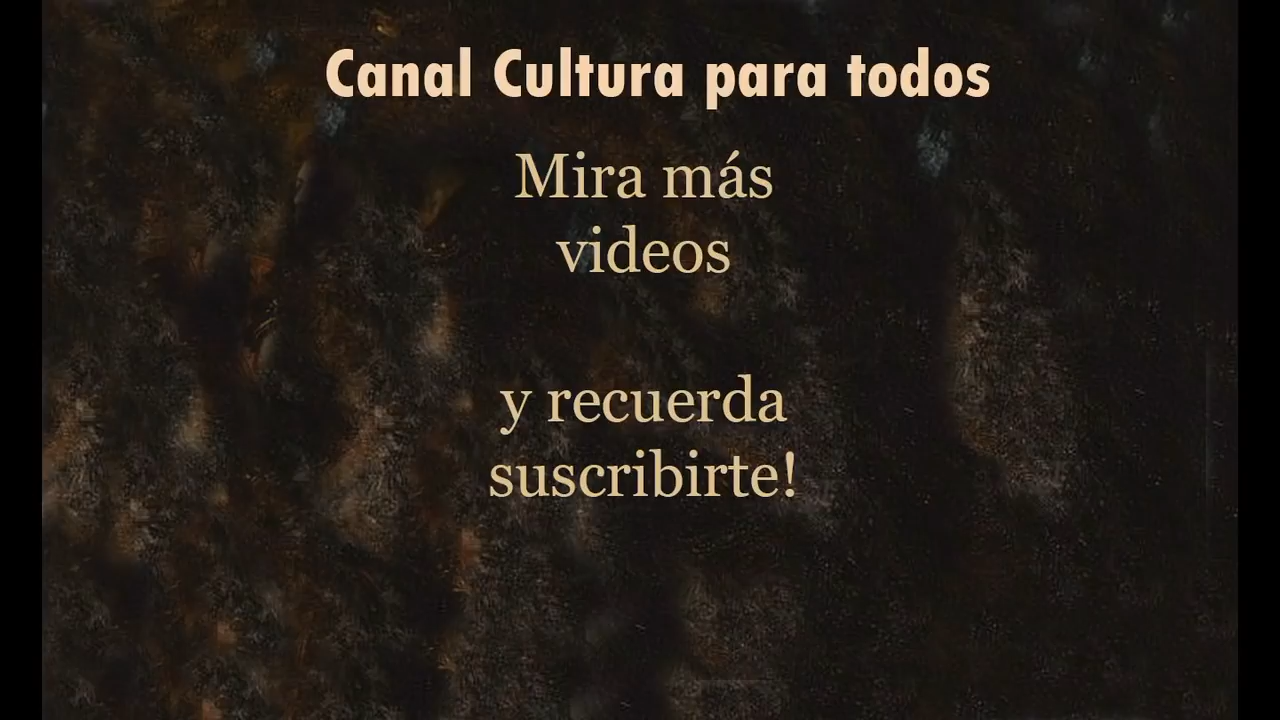 Canal Cultura para todos
Mira más
videos
y recuerda
suscribirte!